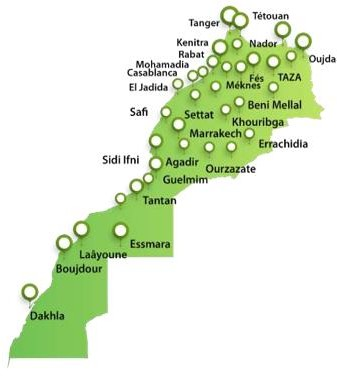 Tanger
Tétouan
Kenitra
Nador
Rabat
Oujda
Mohamadia
Casablanca
Fés
TAZA
El Jadida
Méknes
Beni Mellal
Safi
Settat
Khouribga
Marrakech
Errachidia
Sidi Ifni
Agadir
Ourzazate
Guelmim
Tantan
Essmara
Laâyoune
Boujdour
Dakhla